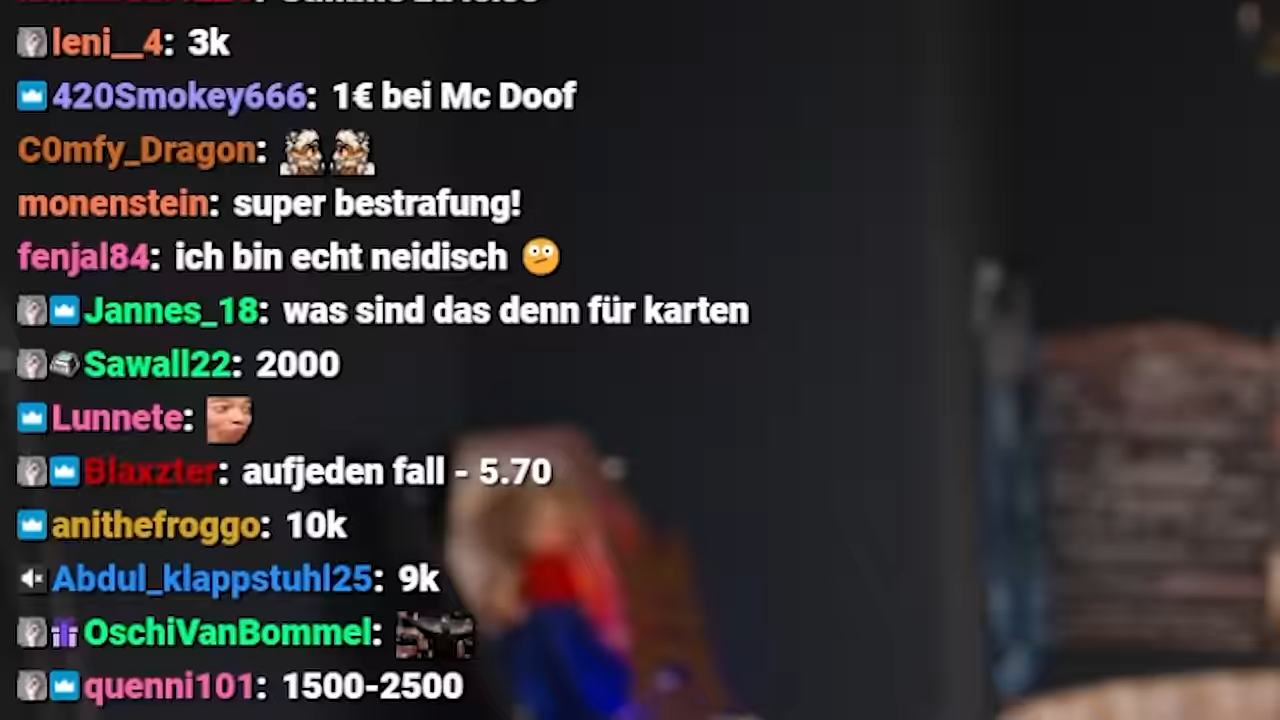 leni__4: 3k
420Smokey666: 1€ bei Mc Doof
C0mfy_Dragon:
monenstein: super bestrafung!
fenjal84: ich bin echt neidisch
Jannes_18: was sind das denn für karten
Sawall22: 2000
Lunnete:
Blaxzter: aufjeden fall - 5.70
anithefroggo: 10k
Abdul_klappstuhl25: 9k
OschiVanBommel:
quenni101: 1500-2500